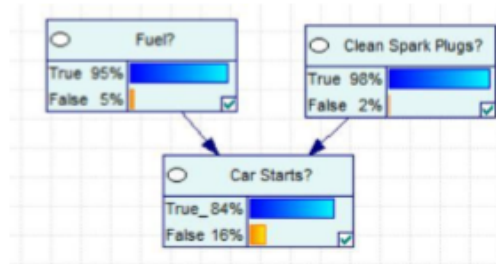 Fuel?
True 95%
False 5%
Clean Spark Plugs?
True 98%
False 2%
Car Starts?
True_ 84%
False 16%